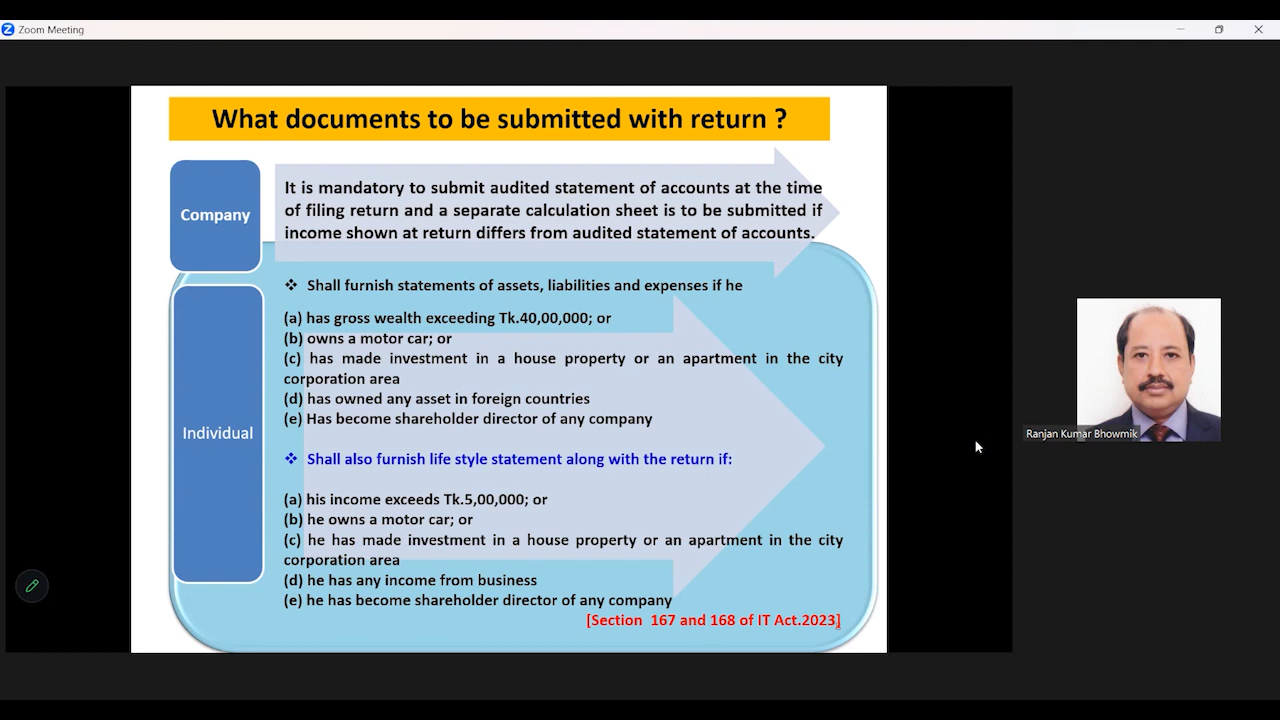 Zoom Meeting
What documents to be submitted with return ?
Company
It is mandatory to submit audited statement of accounts at the time
of filing return and a separate calculation sheet is to be submitted if
income shown at return differs from audited statement of accounts.
Individual
❖ Shall furnish statements of assets, liabilities and expenses if he
(a) has gross wealth exceeding Tk.40,00,000; or
(b) owns a motor car; or
(c) has made investment in a house property or an apartment in the city
corporation area
(d) has owned any asset in foreign countries
(e) Has become shareholder director of any company
❖ Shall also furnish life style statement along with the return if:
(a) his income exceeds Tk.5,00,000; or
(b) he owns a motor car; or
(c) he has made investment in a house property or an apartment in the city
corporation area
(d) he has any income from business
(e) he has become shareholder director of any company
[Section 167 and 168 of IT Act.2023]
Ranjan Kumar Bhowmik